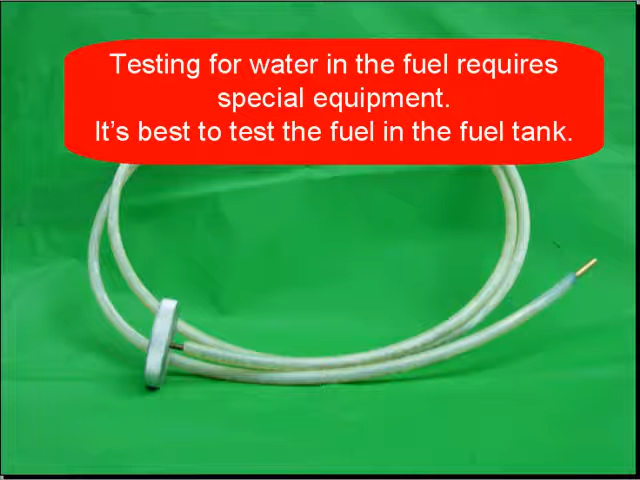 Testing for water in the fuel requires
special equipment.
It's best to test the fuel in the fuel tank.